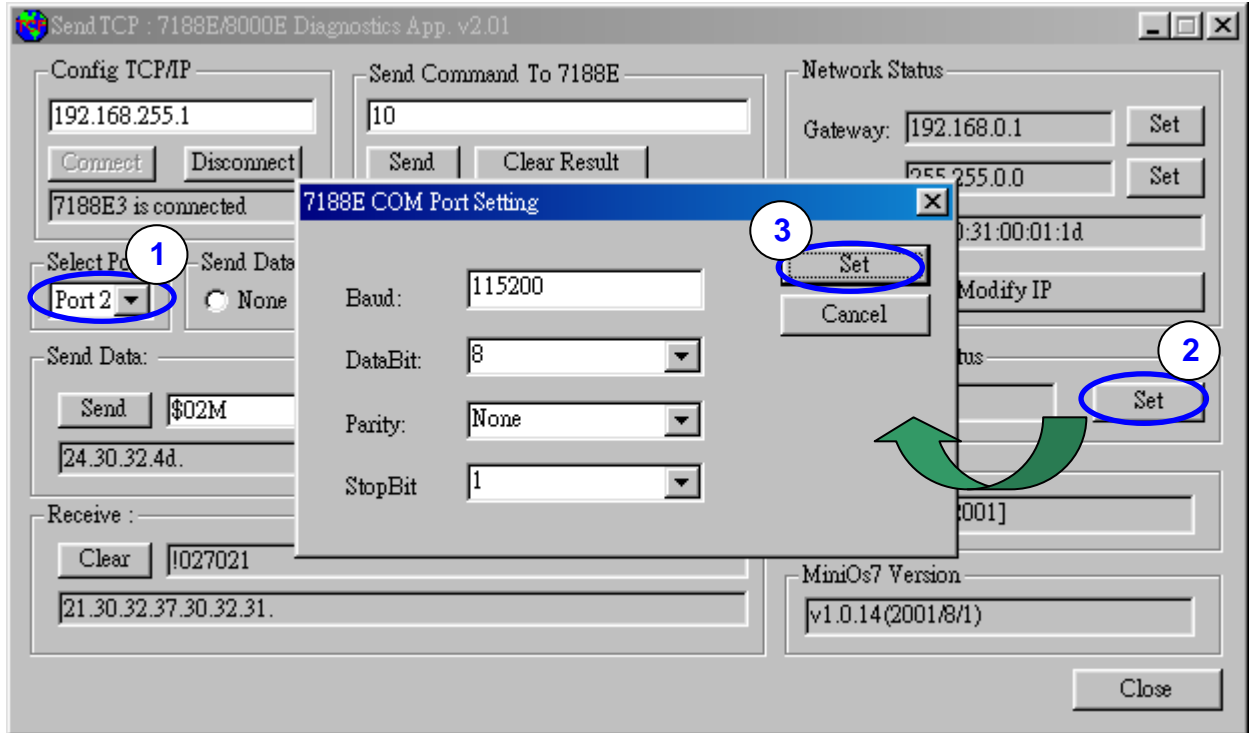 SendTCP : 7188E/8000E Diagnostics App. v2.01
Config TCP/IP
192.168.255.1
Connect Disconnect
7188E3 is connected
Send Command To 7188E
10
Send Clear Result
Network Status
Gateway: 192.168.0.1 Set
255.255.0.0 Set
0:31:00:01:1d
Modify IP
7188E COM Port Setting
3
Set
Cancel
Baud: 115200
DataBit: 8
Parity: None
StopBit 1
1
Select Po
Port 2
Send Data
None
2
tus
Set
Send Data:
Send $02M
24.30.32.4d.
2001]
Receive :
Clear !027021
21.30.32.37.30.32.31.
MiniOs7 Version
v1.0.14(2001/8/1)
Close